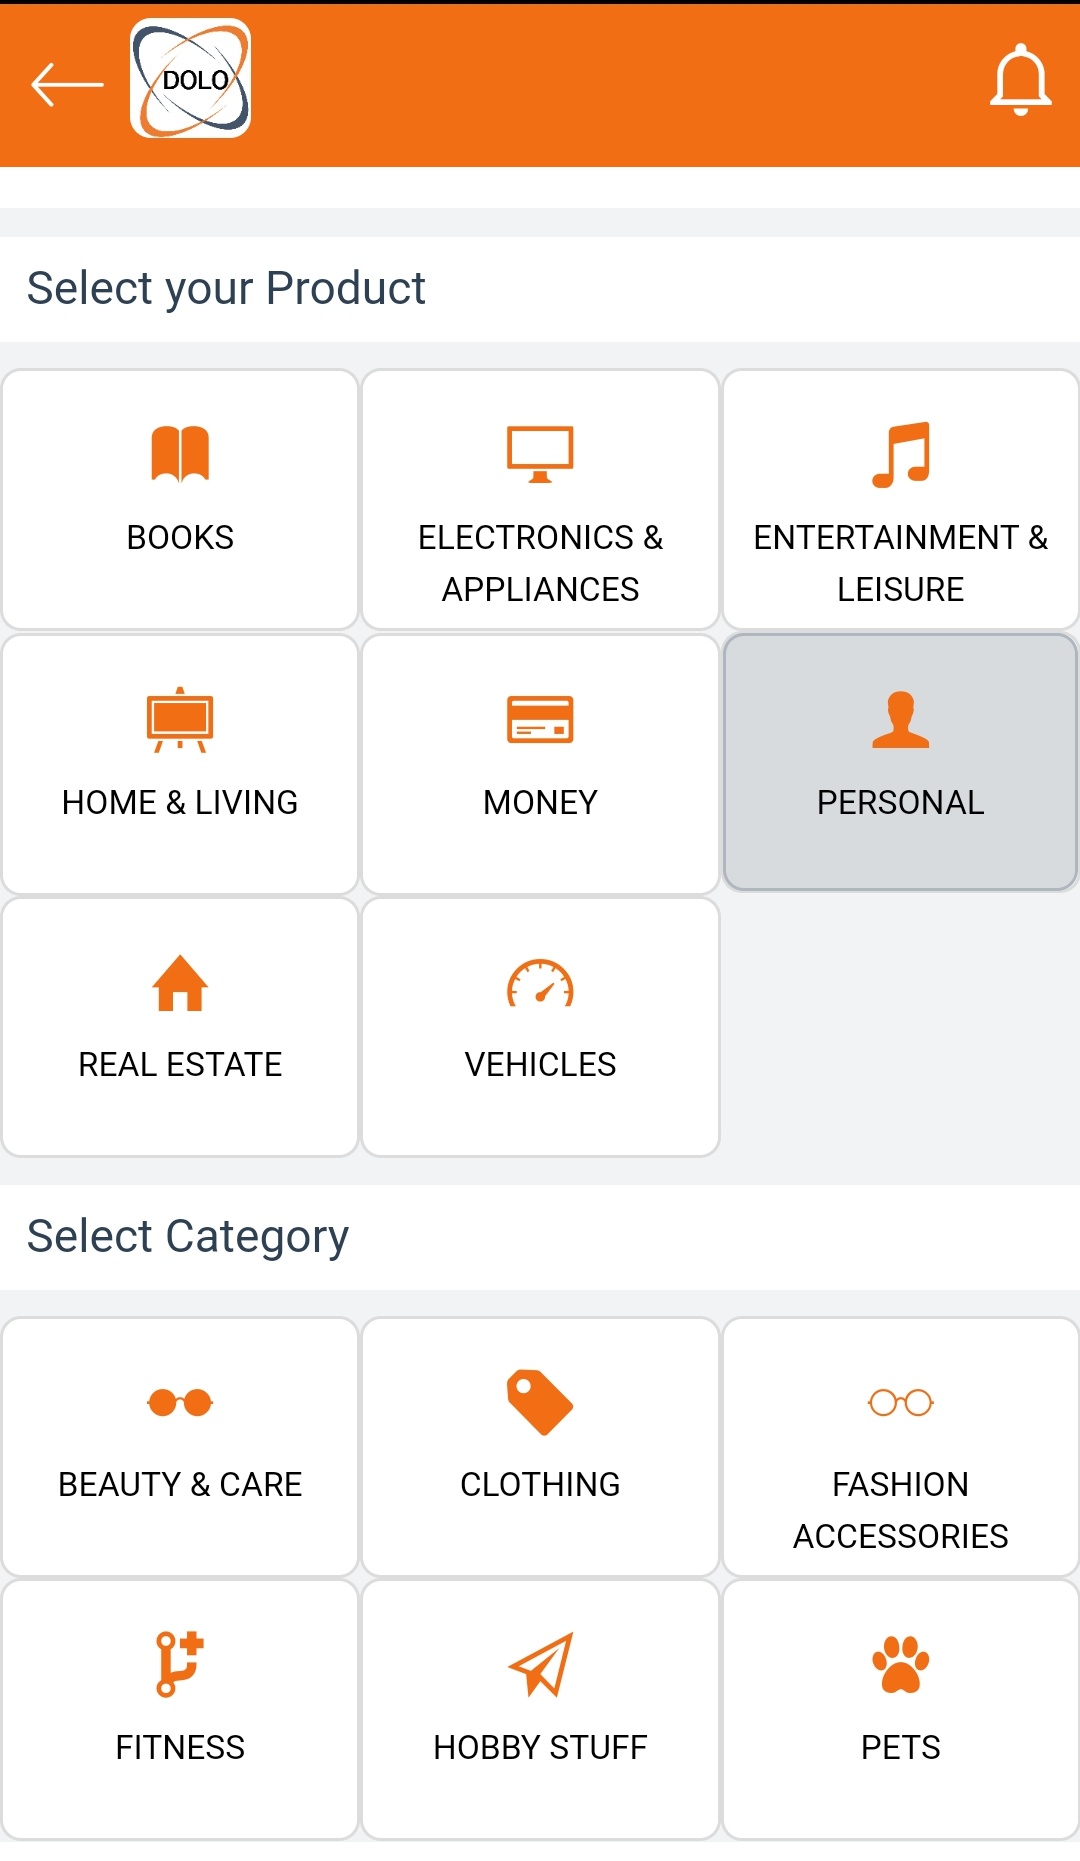 DOLO
Select your Product
BOOKS
ELECTRONICS &
APPLIANCES
ENTERTAINMENT &
LEISURE
HOME & LIVING
MONEY
PERSONAL
REAL ESTATE
VEHICLES
Select Category
BEAUTY & CARE
CLOTHING
FASHION
ACCESSORIES
FITNESS
HOBBY STUFF
PETS